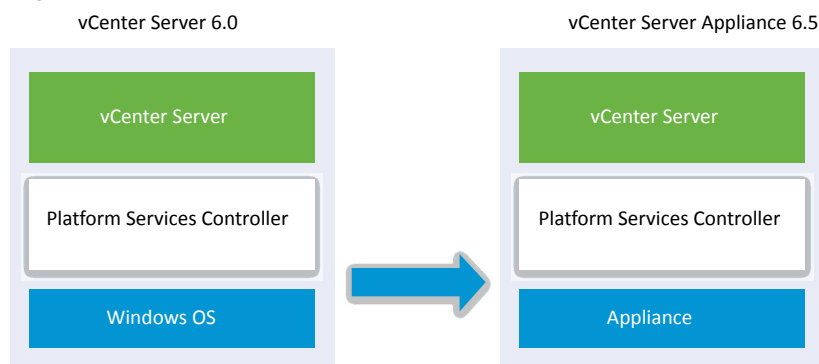 vCenter Server 6.0
vCenter Server Appliance 6.5
vCenter Server
vCenter Server
Platform Services Controller
Platform Services Controller
Windows OS
Appliance